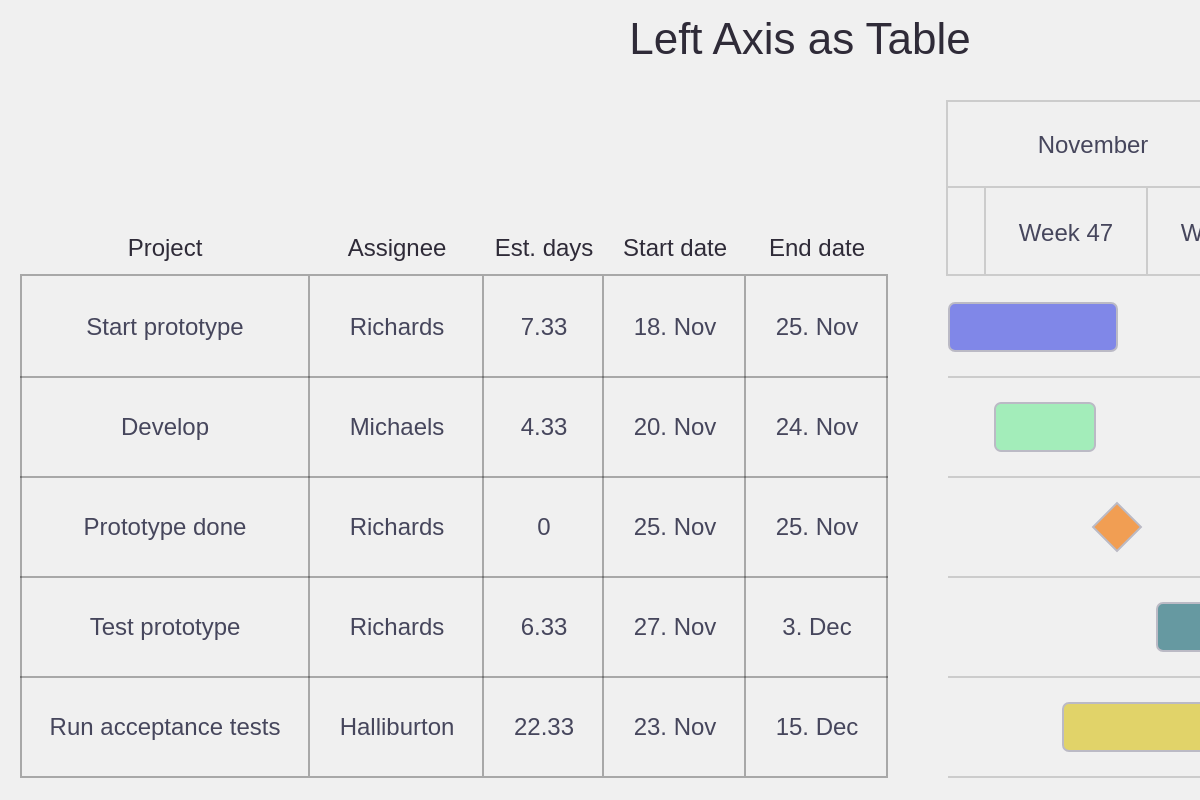 Left Axis as Table
November
Week 47
Project Assignee Est. days Start date End date
Start prototype Richards 7.33 18. Nov 25. Nov
Develop Michaels 4.33 20. Nov 24. Nov
Prototype done Richards 0 25. Nov 25. Nov
Test prototype Richards 6.33 27. Nov 3. Dec
Run acceptance tests Halliburton 22.33 23. Nov 15. Dec